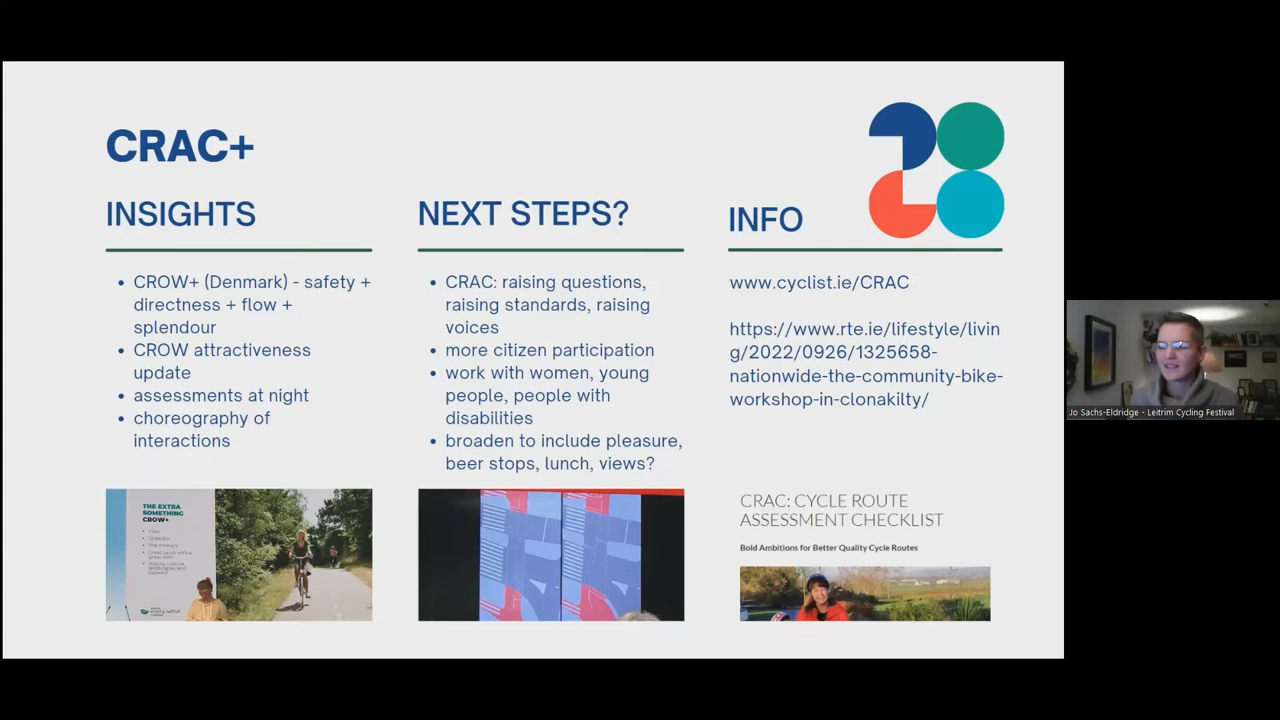 CRAC+
INSIGHTS
CROW+ (Denmark) - safety +
directness + flow +
splendour
CROW attractiveness
update
assessments at night
choreography of
interactions
NEXT STEPS?
CRAC: raising questions,
raising standards, raising
voices
more citizen participation
work with women, young
people, people with
disabilities
broaden to include pleasure,
beer stops, lunch, views?
INFO
www.cyclist.ie/CRAC
https://www.rte.ie/lifestyle/livin
g/2022/0926/1325658-
nationwide-the-community-bike-
workshop-in-clonakilty/
THE EXTRA
SOMETHING
CROW+
CRAC: CYCLE ROUTE
ASSESSMENT CHECKLIST
Bold Ambitions for Better Quality Cycle Routes
Jo Sachs-Eldridge - Leitrim Cycling Festival